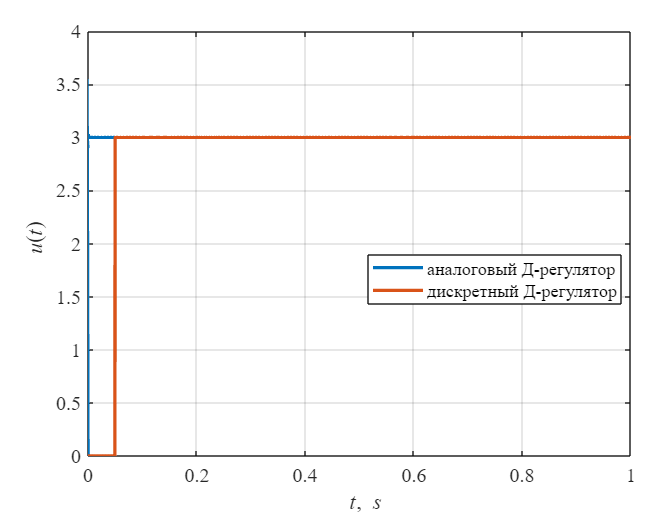 4
3.5
3
2.5
2
1.5
1
0.5
0
u(t)
аналоговый Д-регулятор
дискретный Д-регулятор
0 0.2 0.4 0.6 0.8 1
t, s